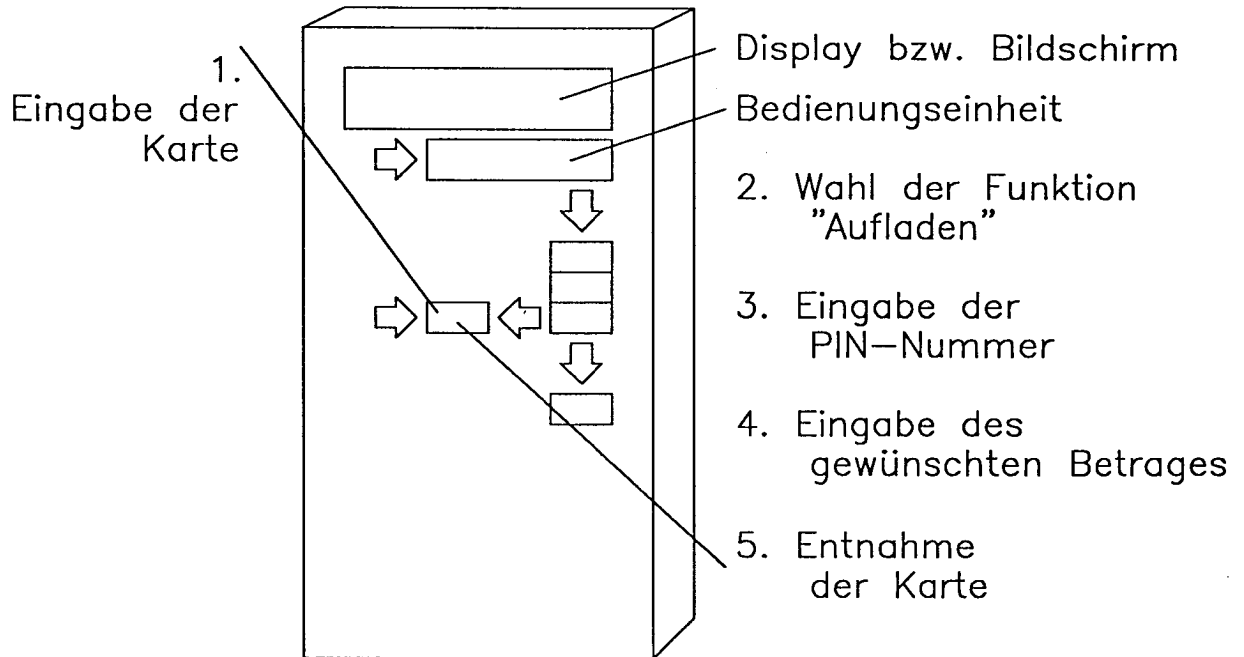 1.
Eingabe der
Karte
Display bzw. Bildschirm
Bedienungseinheit
2. Wahl der Funktion
"Aufladen"
3. Eingabe der
PIN-Nummer
4. Eingabe des
gewünschten Betrages
5. Entnahme
der Karte